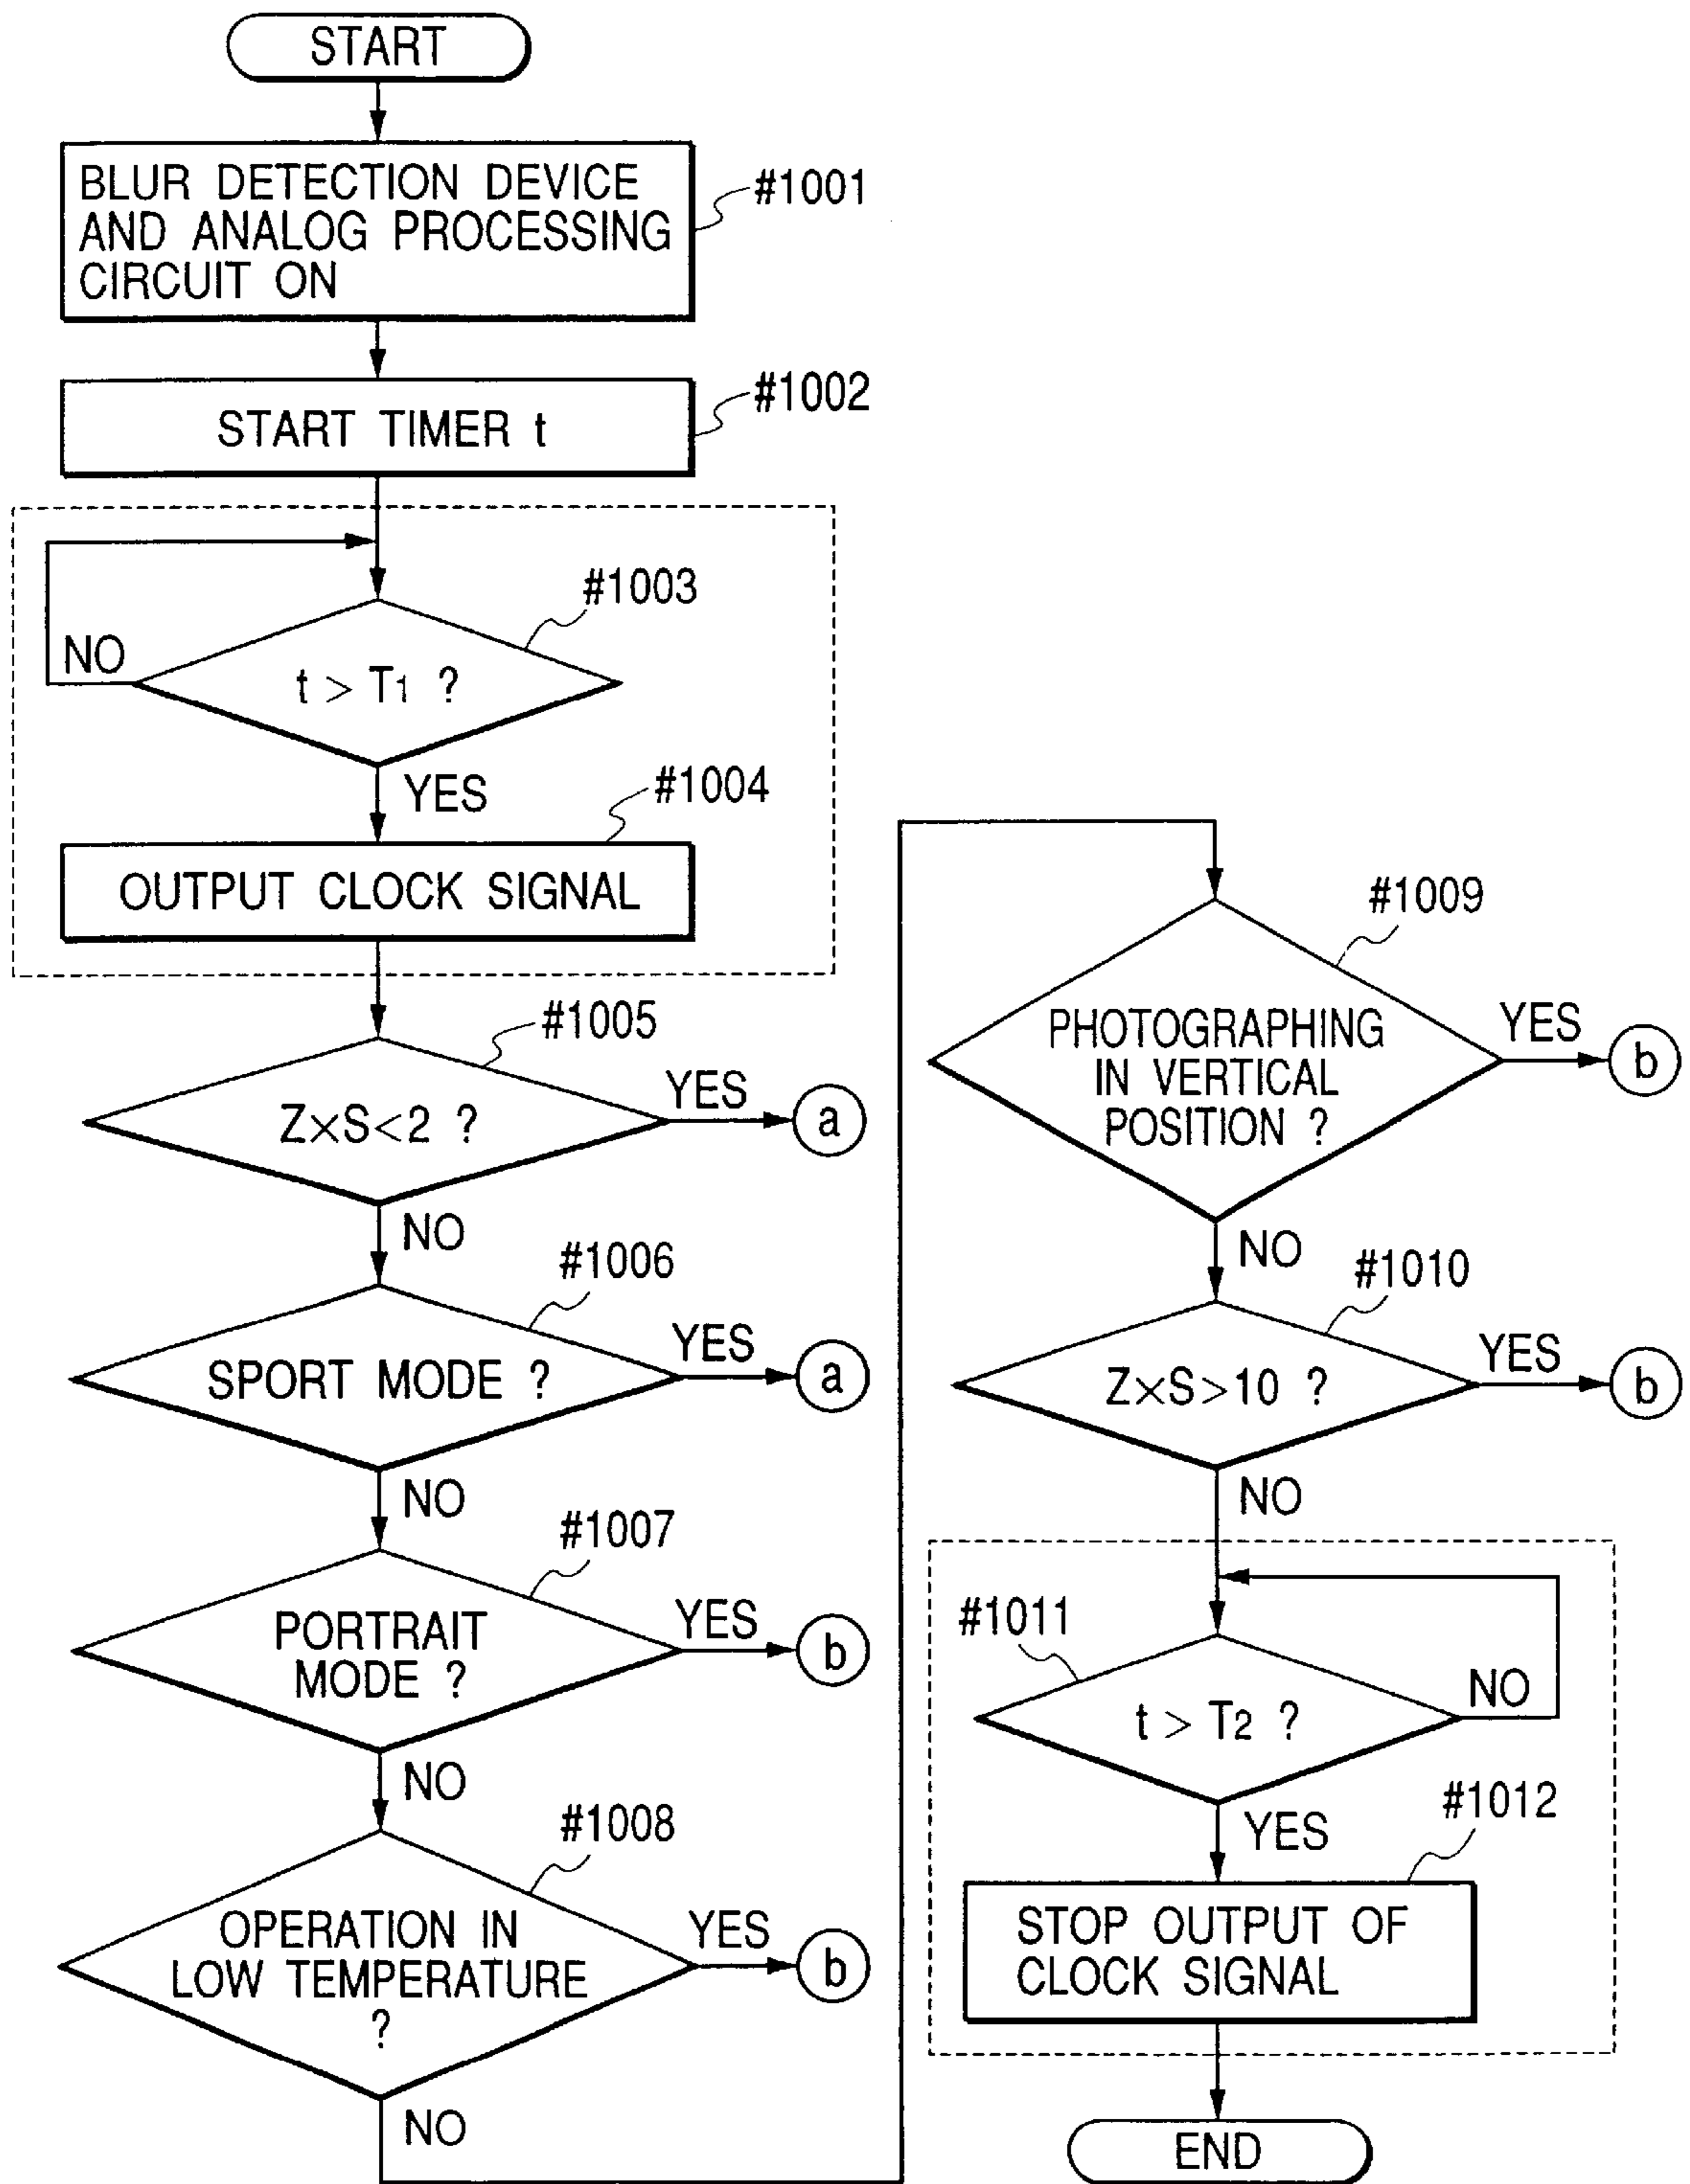 START
BLUR DETECTION DEVICE
AND ANALOG PROCESSING
CIRCUIT ON
#1001
START TIMER t
#1002
#1003
NO
t > T1 ?
YES
#1004
OUTPUT CLOCK SIGNAL
#1005
Z×S<2 ?
YES
a
NO
#1006
SPORT MODE ?
YES
a
NO
#1007
PORTRAIT
MODE ?
YES
b
NO
#1008
OPERATION IN
LOW TEMPERATURE
?
YES
b
NO
#1009
PHOTOGRAPHING
IN VERTICAL
POSITION ?
YES
b
NO
#1010
Z×S>10 ?
YES
b
NO
#1011
t > T2 ?
NO
YES
#1012
STOP OUTPUT OF
CLOCK SIGNAL
END